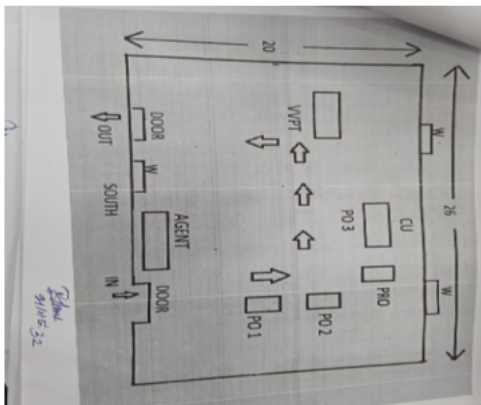 26
W
W
CU
PRO
PO 3
PO 2
VVPT
20
PO 1
AGENT
DOOR
W
DOOR
OUT
SOUTH
IN